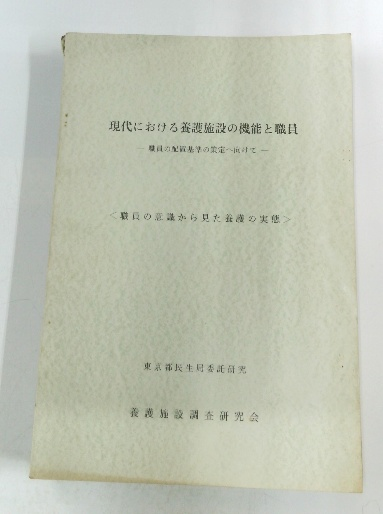 現代における養護施設の機能と職員
― 職員の配置基準の策定へ向けて ―
＜職員の意識から見た養護の実態＞
東京都民生局委託研究
養護施設調査研究会